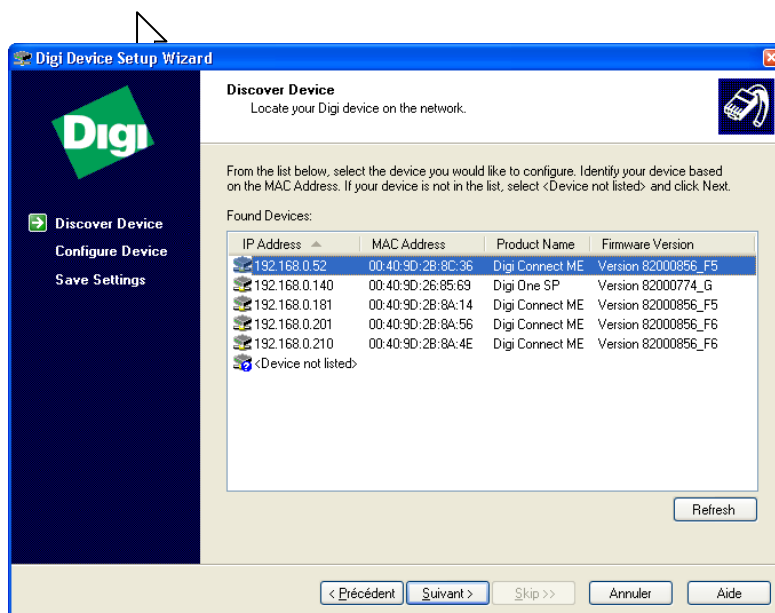 Digi Device Setup Wizard
Digi
Discover Device
Locate your Digi device on the network.
From the list below, select the device you would like to configure. Identify your device based
on the MAC Address. If your device is not in the list, select <Device not listed> and click Next.
Discover Device
Configure Device
Save Settings
Found Devices:
IP Address MAC Address Product Name Firmware Version
192.168.0.52 00:40:9D:2B:8C:36 Digi Connect ME Version 82000856_F5
192.168.0.140 00:40:9D:26:85:69 Digi One SP Version 82000774_G
192.168.0.181 00:40:9D:2B:8A:14 Digi Connect ME Version 82000856_F5
192.168.0.201 00:40:9D:2B:8A:56 Digi Connect ME Version 82000856_F6
192.168.0.210 00:40:9D:2B:8A:4E Digi Connect ME Version 82000856_F6
<Device not listed>
Refresh
< Précédent Suivant > Skip >> Annuler Aide